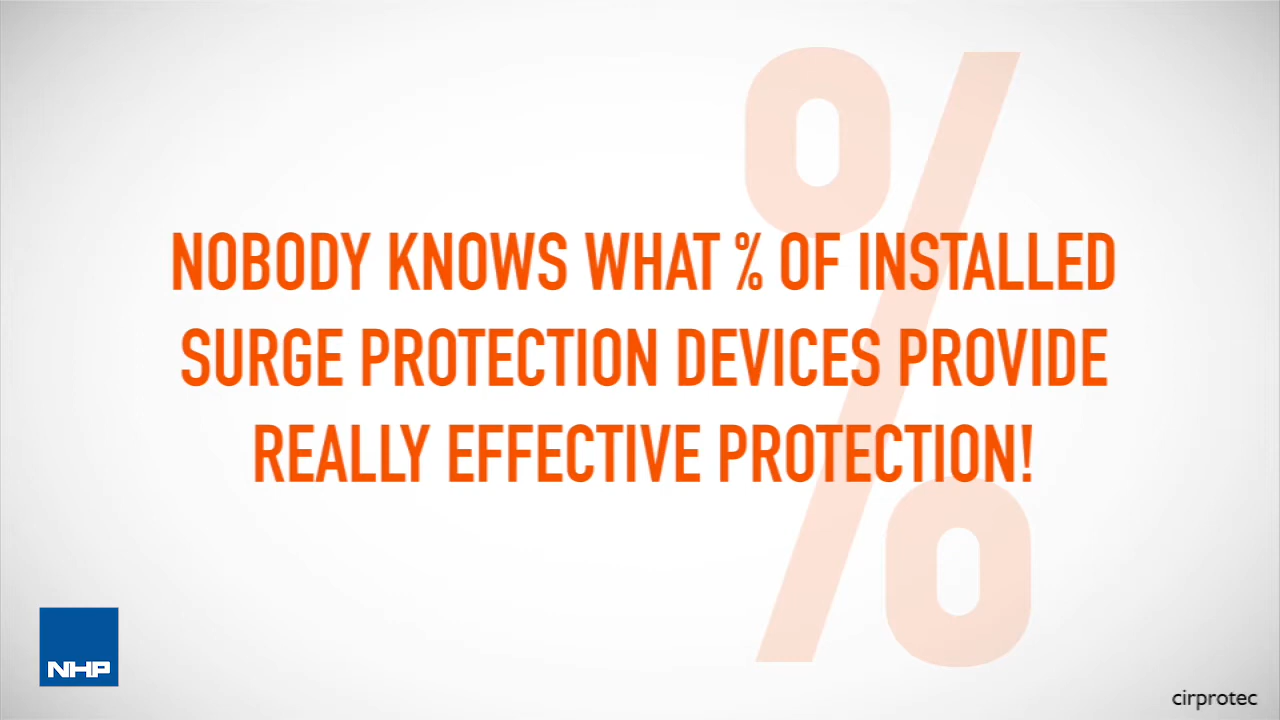 %
NOBODY KNOWS WHAT % OF INSTALLED
SURGE PROTECTION DEVICES PROVIDE
REALLY EFFECTIVE PROTECTION!
NHP
cirprotec